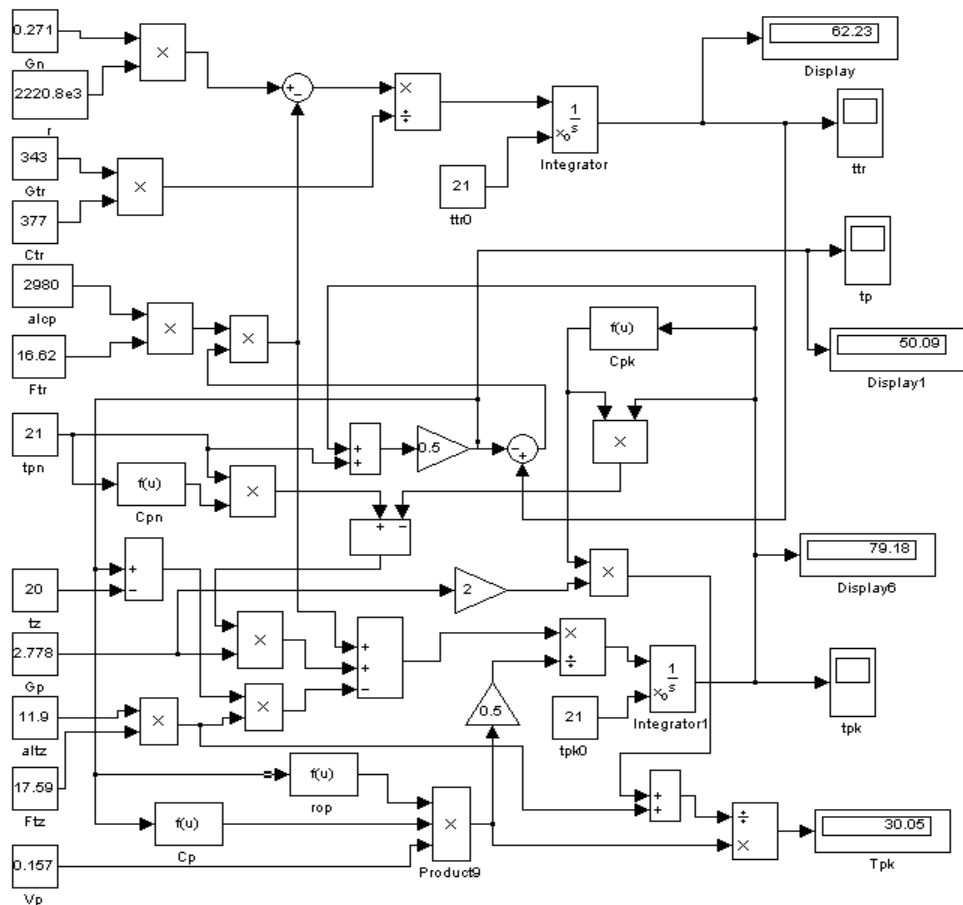 0.271
Gn
2220.8e3
r
343
Gtr
377
Ctr
×
×
+
−
×
÷
21
ttr0
1
s
xo
Integrator
62.23
Display
ttr
tp
50.09
Display1
2980
alcp
16.62
Ftr
×
×
f(u)
Cpk
×
21
tpn
f(u)
Cpn
×
+
+
0.5
−
+
+ −
20
tz
+
−
2.778
Gp
2
×
79.18
Display6
×
+
+
−
×
÷
1
s
xo
Integrator1
21
tpk0
tpk
11.9
altz
17.59
Ftz
×
×
0.5
f(u)
rop
f(u)
Cp
0.157
Vp
×
Product9
+
+
÷
×
30.05
Tpk